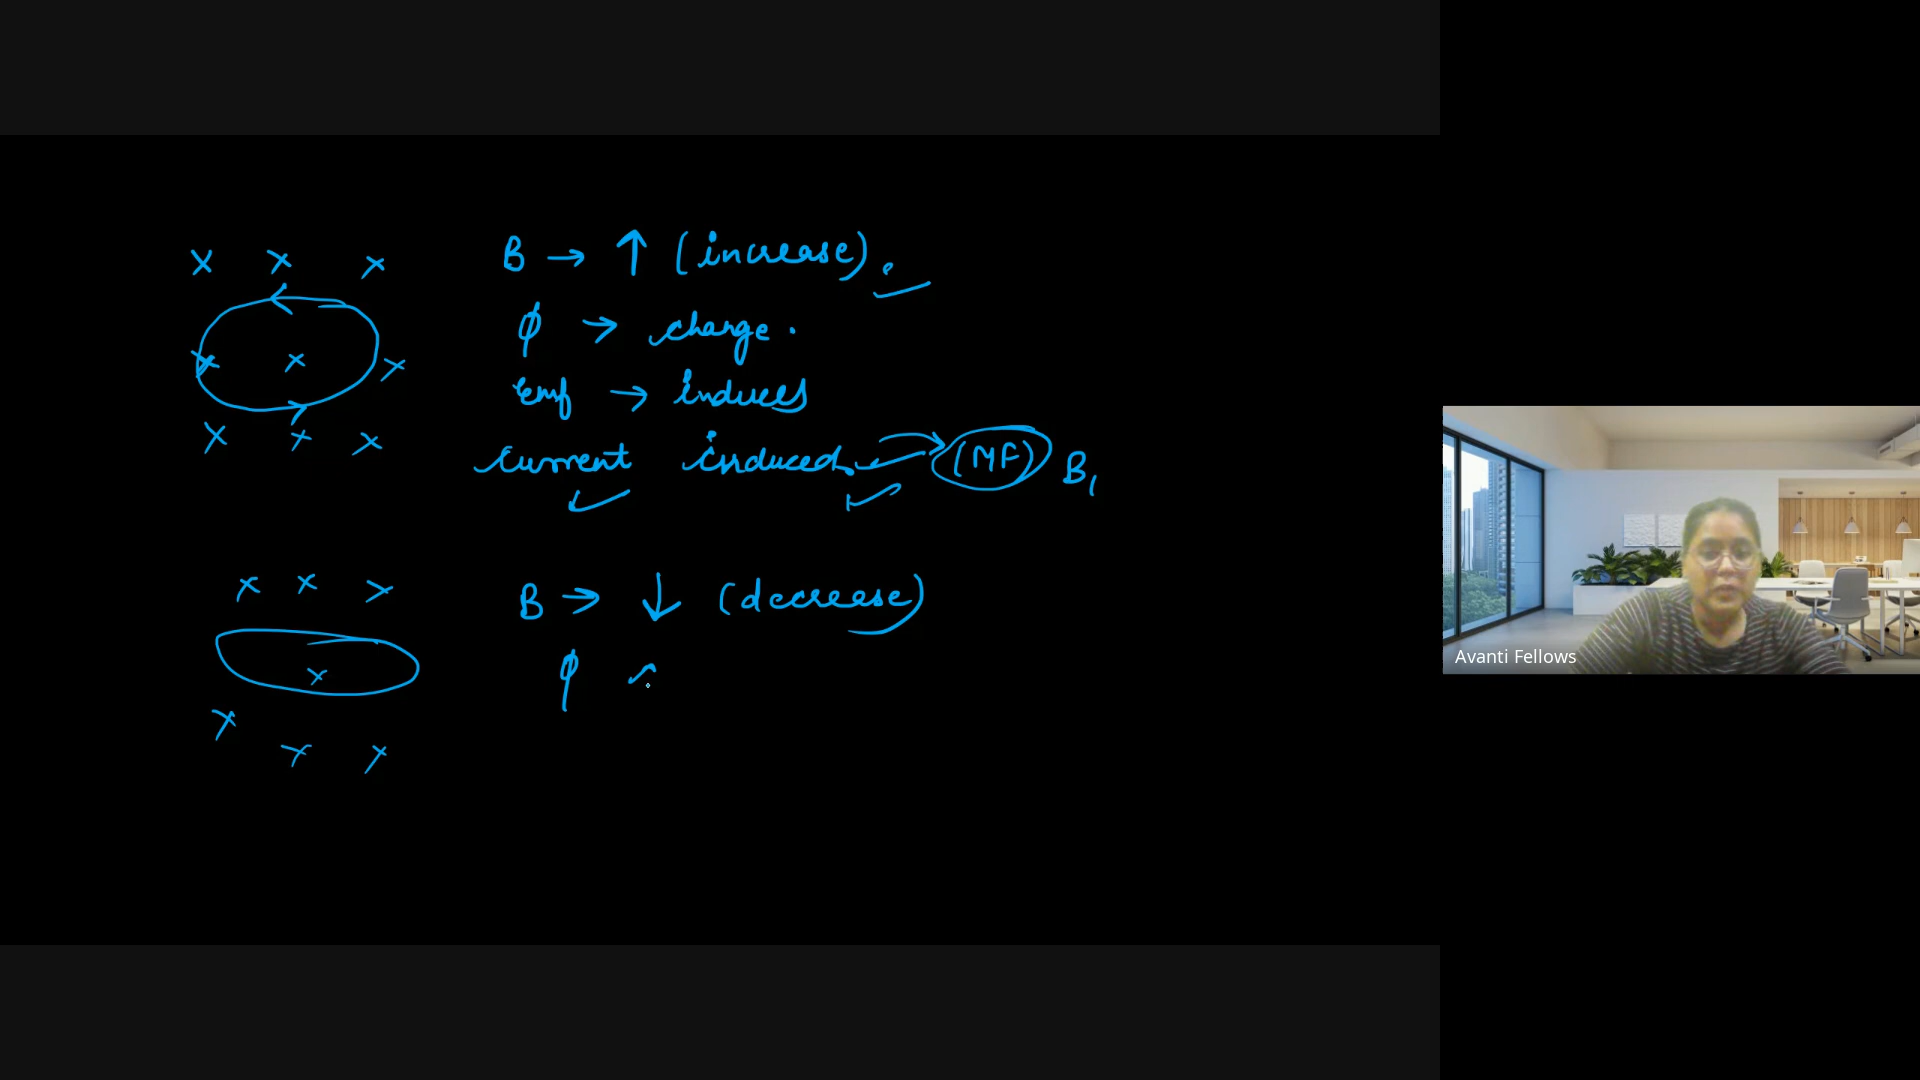 x x x
x x x
x + x
B → ↑ (increase).
ϕ → change.
emf → induces
Current induced → (MF) B1
x x x
x
x x x
B → ↓ (decrease)
ϕ
Avanti Fellows